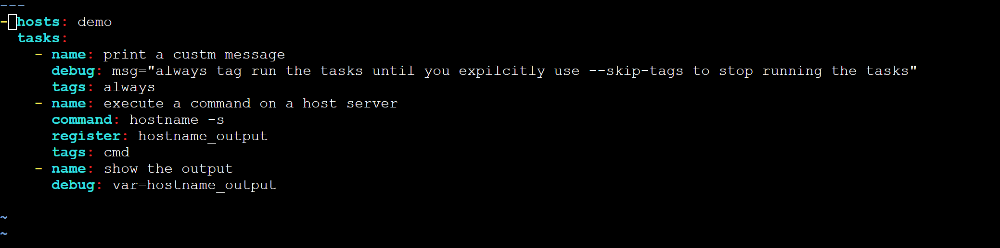 ---
- hosts: demo
  tasks:
    - name: print a custm message
      debug: msg="always tag run the tasks until you expilcitly use --skip-tags to stop running the tasks"
      tags: always
    - name: execute a command on a host server
      command: hostname -s
      register: hostname_output
      tags: cmd
    - name: show the output
      debug: var=hostname_output
~
~